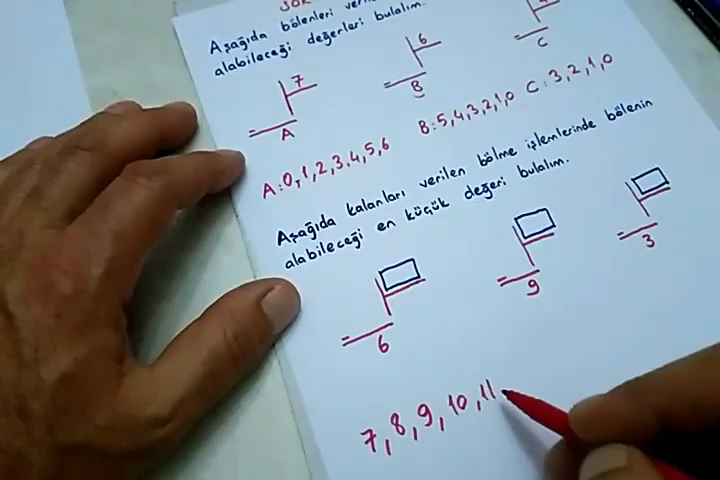 Aşağıda bölenleri
alabileceği değerleri bulalım.
7
6
4
A
B
C
A:0,1,2,3,4,5,6
B:5,4,3,2,1,0
C:3,2,1,0
Aşağıda kalanları verilen bölme işlemlerinde bölenin
alabileceği en küçük değeri bulalım.
6
9
3
7,8,9,10,11